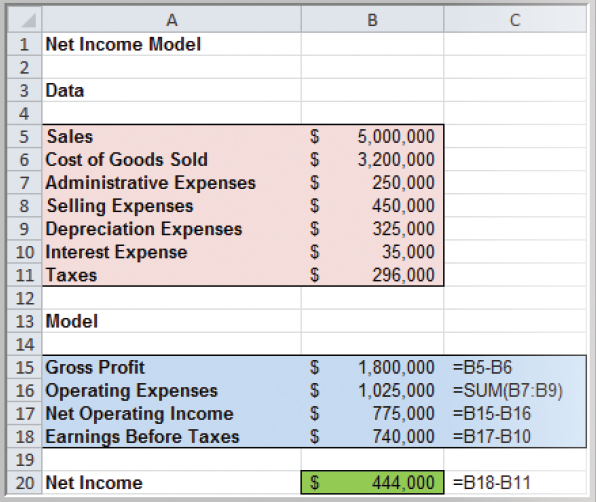 A B C
1 Net Income Model
2
3 Data
4
5 Sales $ 5,000,000
6 Cost of Goods Sold $ 3,200,000
7 Administrative Expenses $ 250,000
8 Selling Expenses $ 450,000
9 Depreciation Expenses $ 325,000
10 Interest Expense $ 35,000
11 Taxes $ 296,000
12
13 Model
14
15 Gross Profit $ 1,800,000 =B5-B6
16 Operating Expenses $ 1,025,000 =SUM(B7:B9)
17 Net Operating Income $ 775,000 =B15-B16
18 Earnings Before Taxes $ 740,000 =B17-B10
19
20 Net Income $ 444,000 =B18-B11